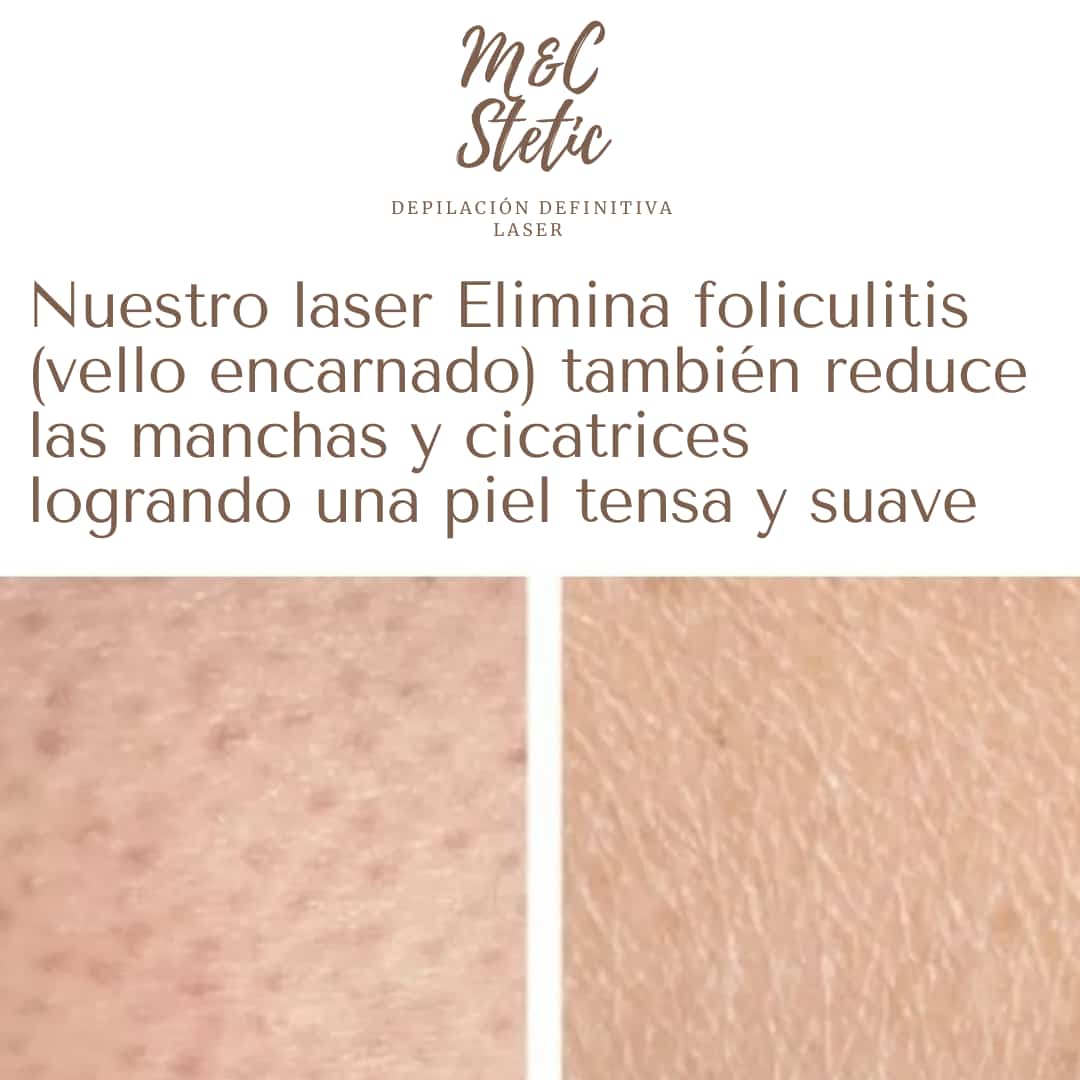 M&C
Stetic
DEPILACIÓN DEFINITIVA
LASER
Nuestro laser Elimina foliculitis
(vello encarnado) también reduce
las manchas y cicatrices
logrando una piel tensa y suave